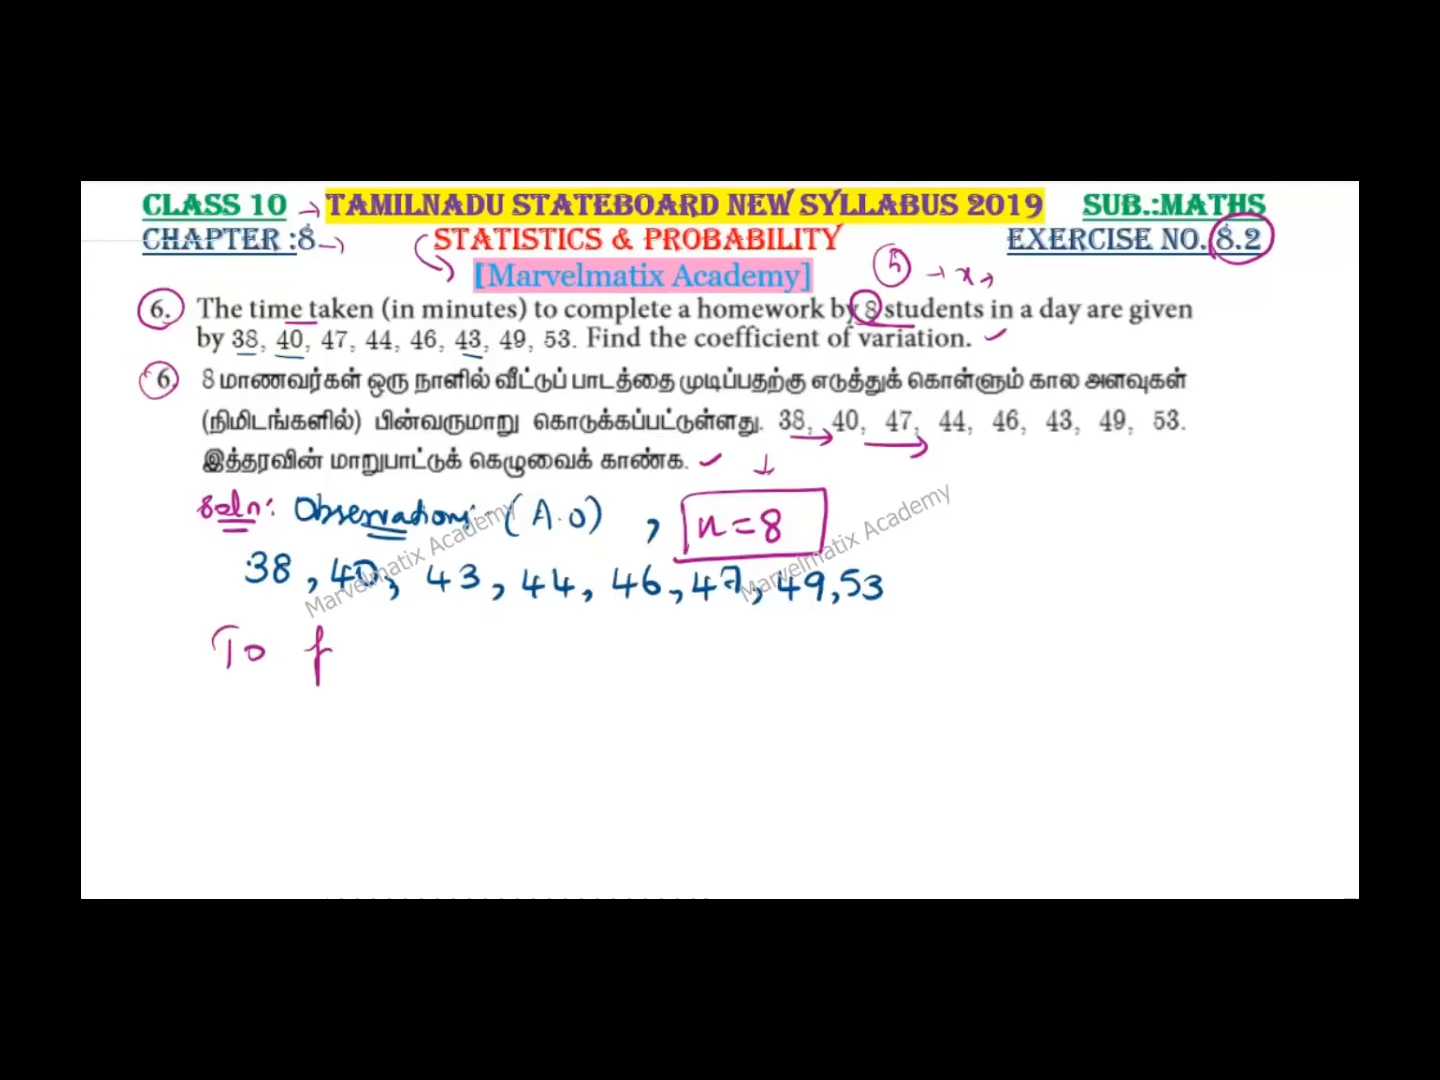 CLASS 10 → TAMILNADU STATEBOARD NEW SYLLABUS 2019 SUB.:MATHS
CHAPTER :8 → STATISTICS & PROBABILITY EXERCISE NO. 8.2
[Marvelmatix Academy] 5 → x →
6. The time taken (in minutes) to complete a homework by 8 students in a day are given
by 38, 40, 47, 44, 46, 43, 49, 53. Find the coefficient of variation.
6. 8 மாணவர்கள் ஒரு நாளில் வீட்டுப் பாடத்தை முடிப்பதற்கு எடுத்துக் கொள்ளும் கால அளவுகள்
(நிமிடங்களில்) பின்வருமாறு கொடுக்கப்பட்டுள்ளது. 38, 40, 47, 44, 46, 43, 49, 53.
இத்தரவின் மாறுபாட்டுக் கெழுவைக் காண்க.
Soln: Observations:- (A.O) , n = 8
38, 40, 43, 44, 46, 47, 49, 53
To f
Marvelmatix Academy
Marvelmatix Academy